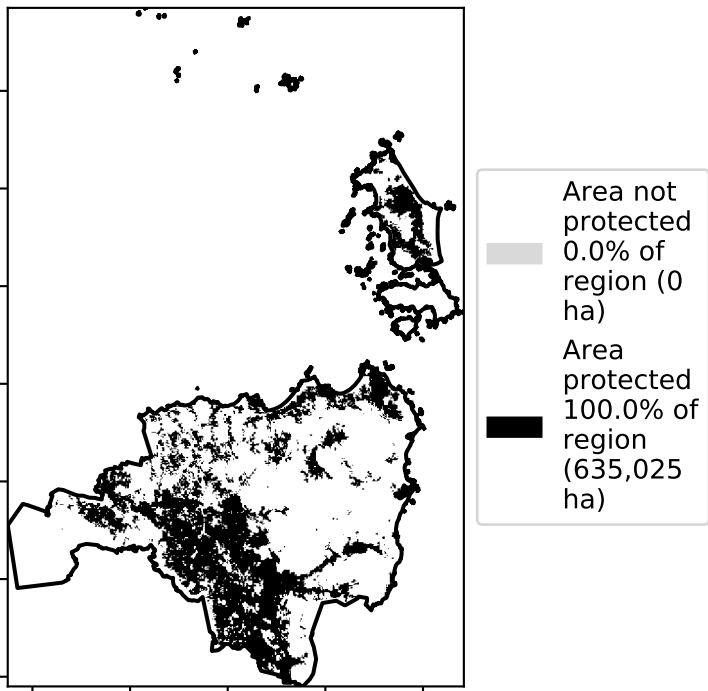 Area not
protected
0.0% of
region (0
ha)
Area
protected
100.0% of
region
(635,025
ha)